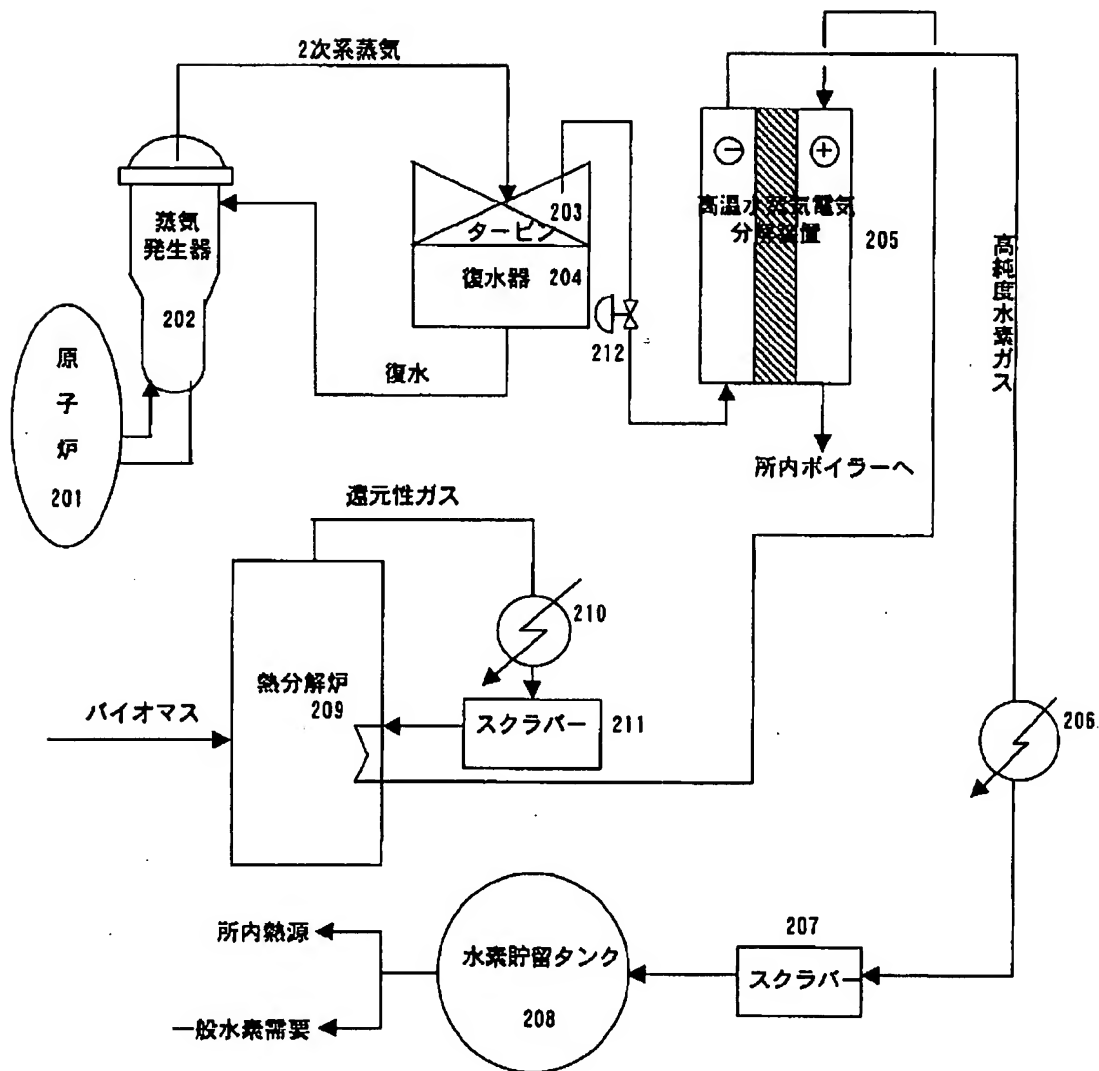 2次系蒸気
蒸気
発生器
202
原
子
炉
201
203
タービン
復水器 204
復水
212
⊖
⊕
高温水蒸気電気
分解装置
205
所内ボイラーへ
高純度水素ガス
還元性ガス
210
熱分解炉
209
バイオマス
スクラバー
211
206
207
スクラバー
水素貯留タンク
208
所内熱源
一般水素需要